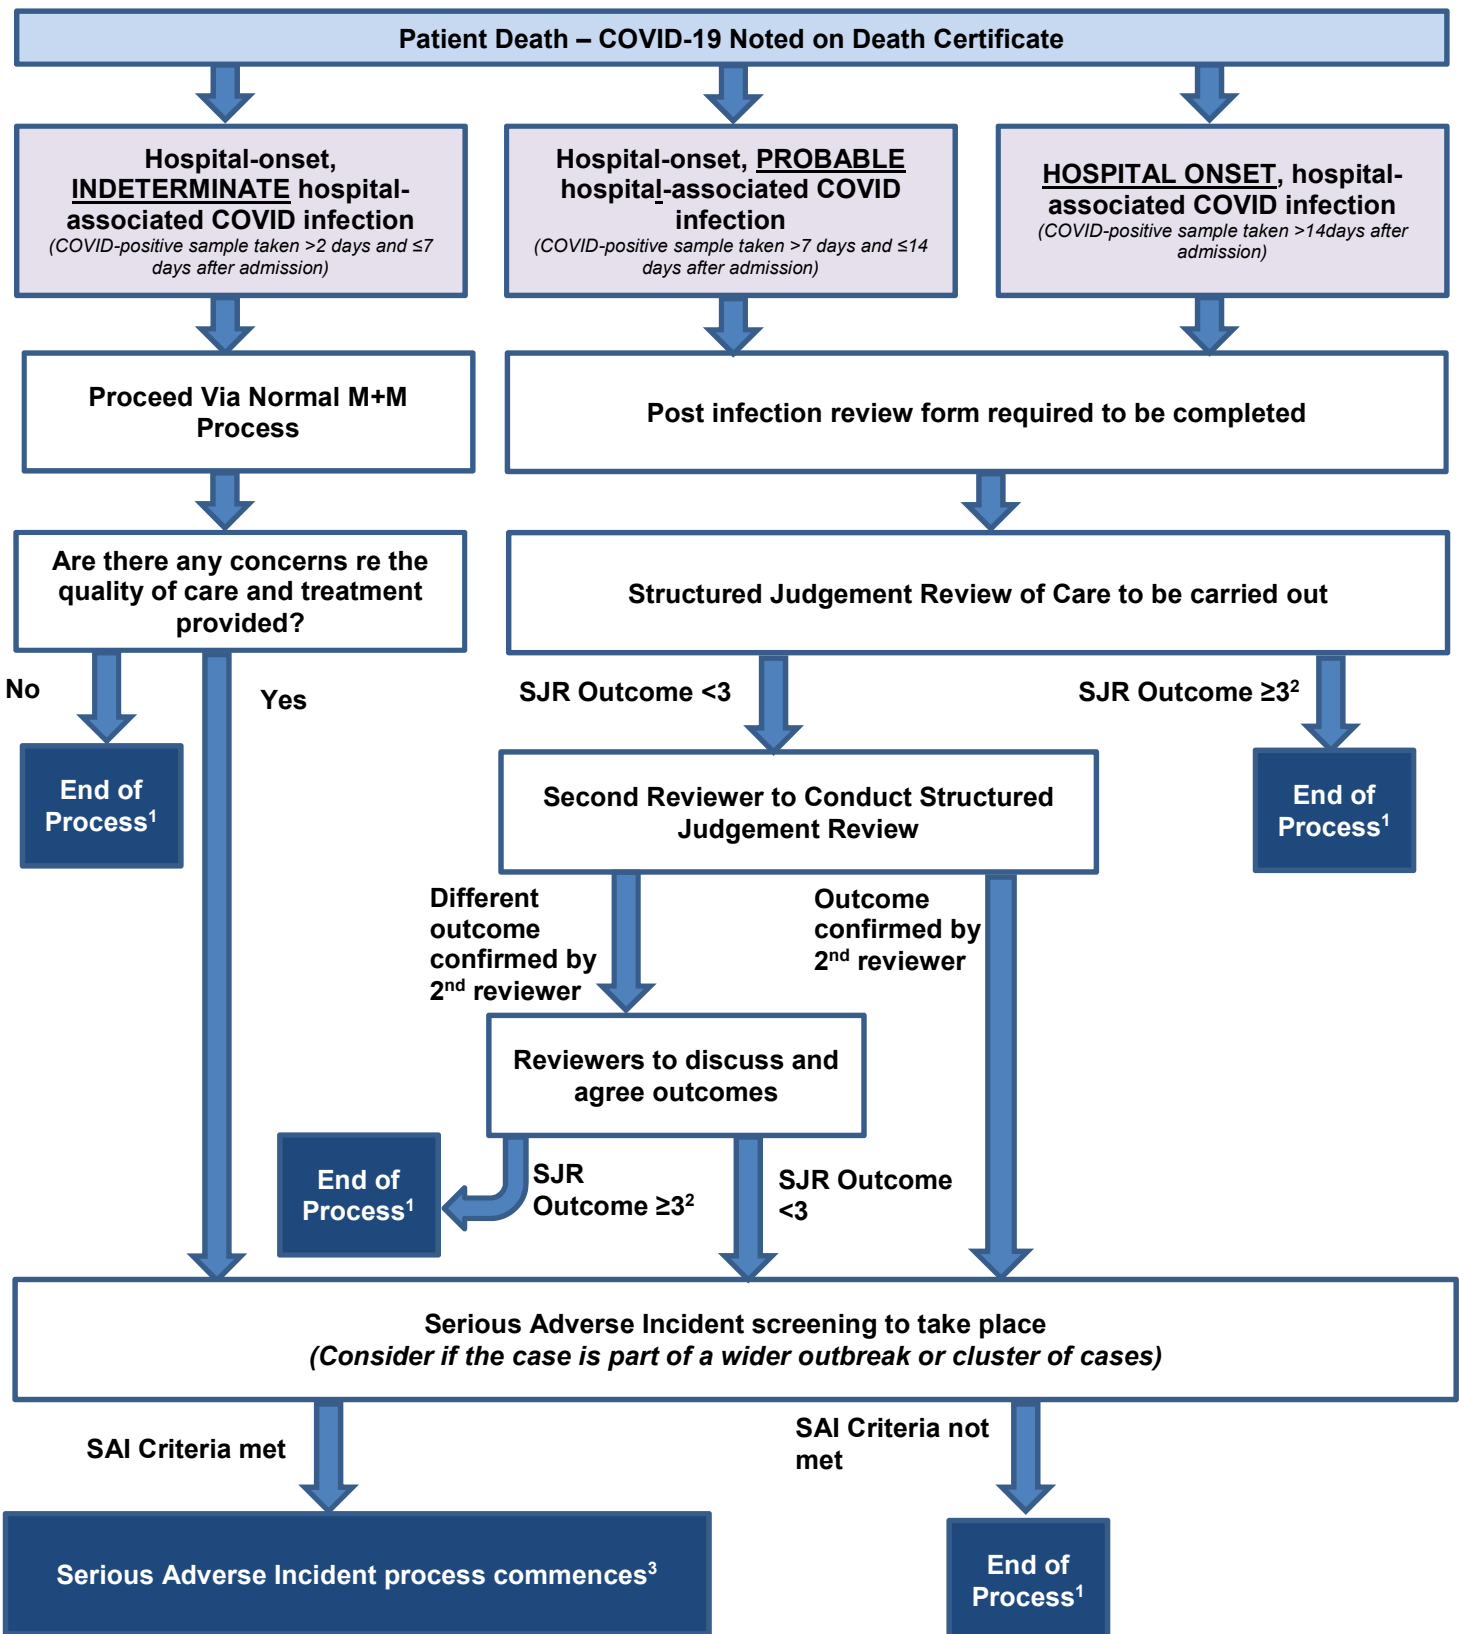 Patient Death – COVID-19 Noted on Death Certificate
Hospital-onset,
INDETERMINATE hospital-
associated COVID infection
(COVID-positive sample taken >2 days and ≤7
days after admission)
Hospital-onset, PROBABLE
hospital-associated COVID
infection
(COVID-positive sample taken >7 days and ≤14
days after admission)
HOSPITAL ONSET, hospital-
associated COVID infection
(COVID-positive sample taken >14days after
admission)
Proceed Via Normal M+M
Process
Post infection review form required to be completed
Are there any concerns re the
quality of care and treatment
provided?
Structured Judgement Review of Care to be carried out
No
Yes
SJR Outcome <3
SJR Outcome ≥3²
End of
Process¹
Second Reviewer to Conduct Structured
Judgement Review
End of
Process¹
Different
outcome
confirmed by
2nd reviewer
Outcome
confirmed by
2nd reviewer
Reviewers to discuss and
agree outcomes
End of
Process¹
SJR
Outcome ≥3²
SJR Outcome
<3
Serious Adverse Incident screening to take place
(Consider if the case is part of a wider outbreak or cluster of cases)
SAI Criteria met
SAI Criteria not
met
Serious Adverse Incident process commences³
End of
Process¹